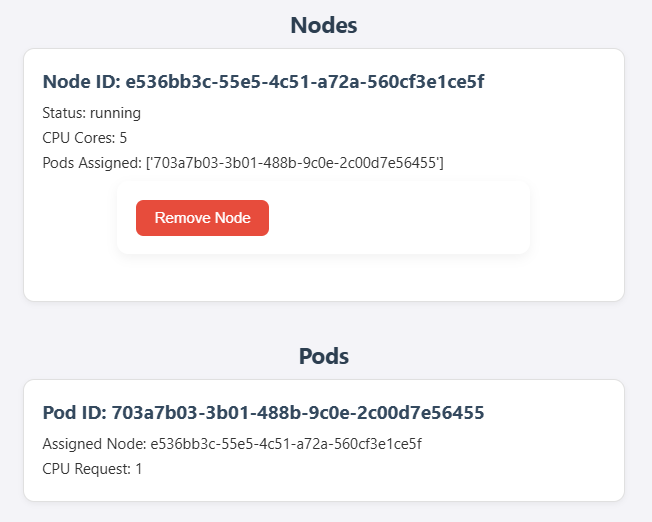 Nodes
Node ID: e536bb3c-55e5-4c51-a72a-560cf3e1ce5f
Status: running
CPU Cores: 5
Pods Assigned: ['703a7b03-3b01-488b-9c0e-2c00d7e56455']
Remove Node
Pods
Pod ID: 703a7b03-3b01-488b-9c0e-2c00d7e56455
Assigned Node: e536bb3c-55e5-4c51-a72a-560cf3e1ce5f
CPU Request: 1